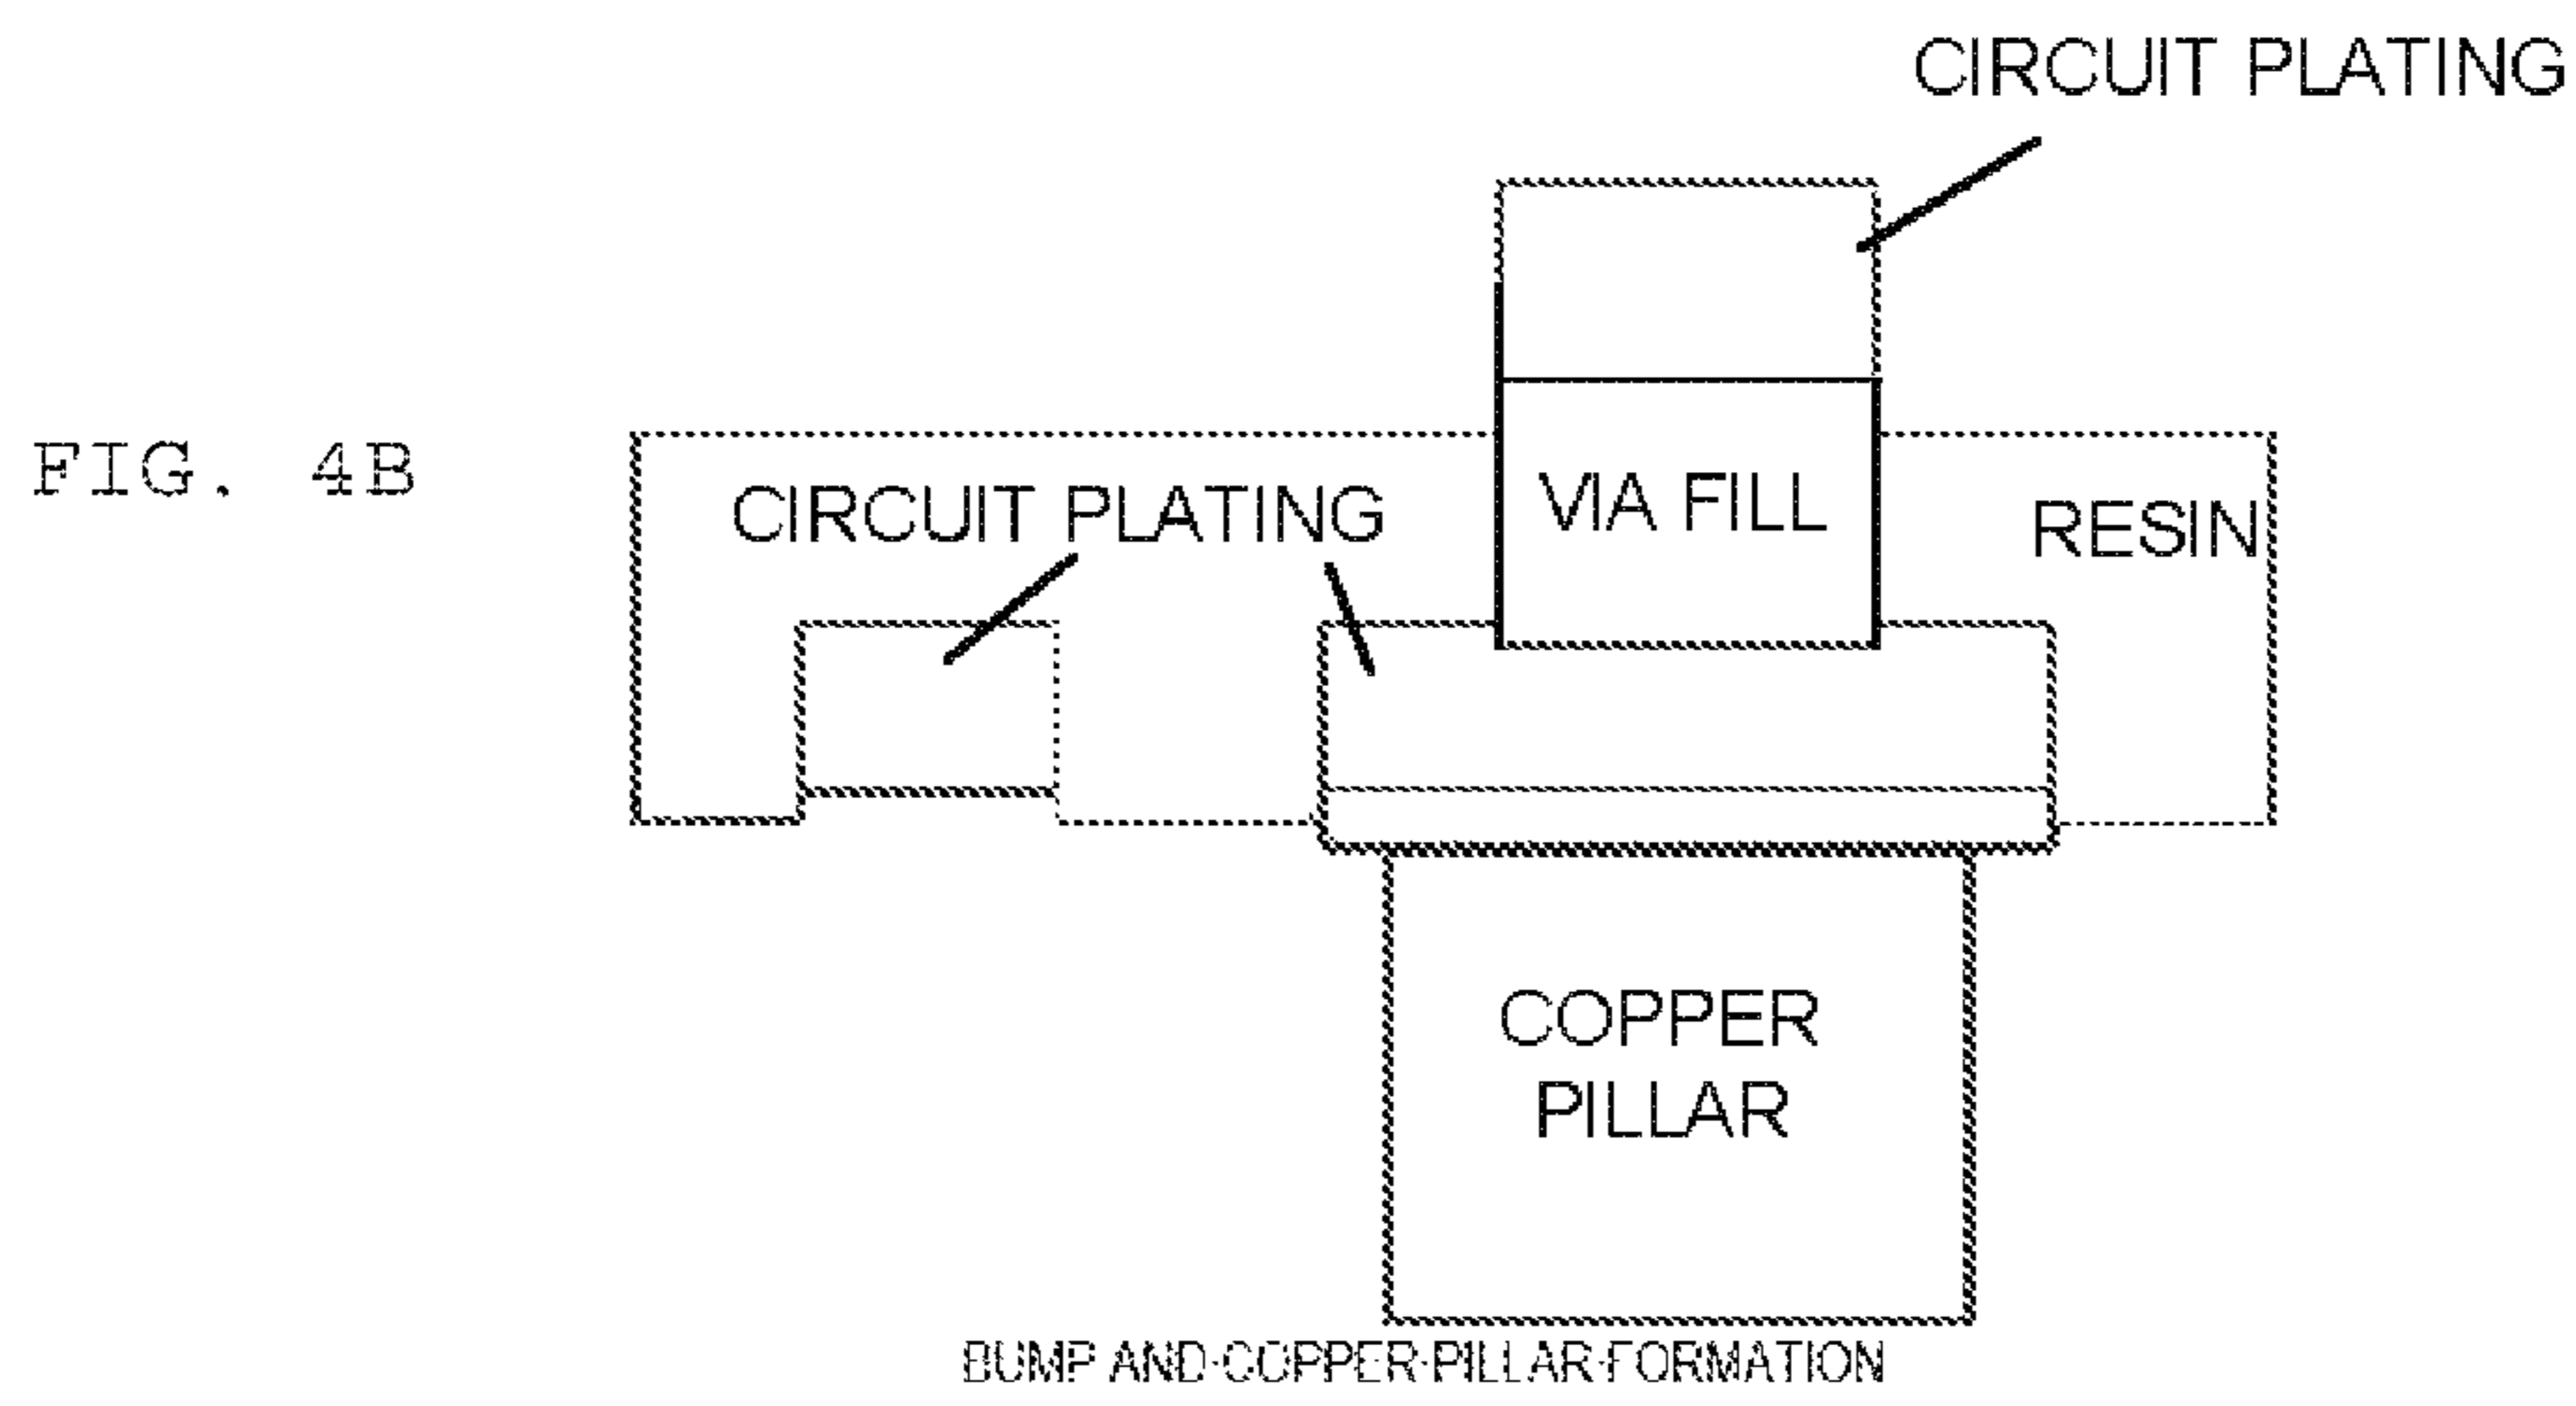 CIRCUIT PLATING
FIG. 4B
CIRCUIT PLATING
VIA FILL
RESIN
COPPER
PILLAR
BUMP AND COPPER PILLAR FORMATION